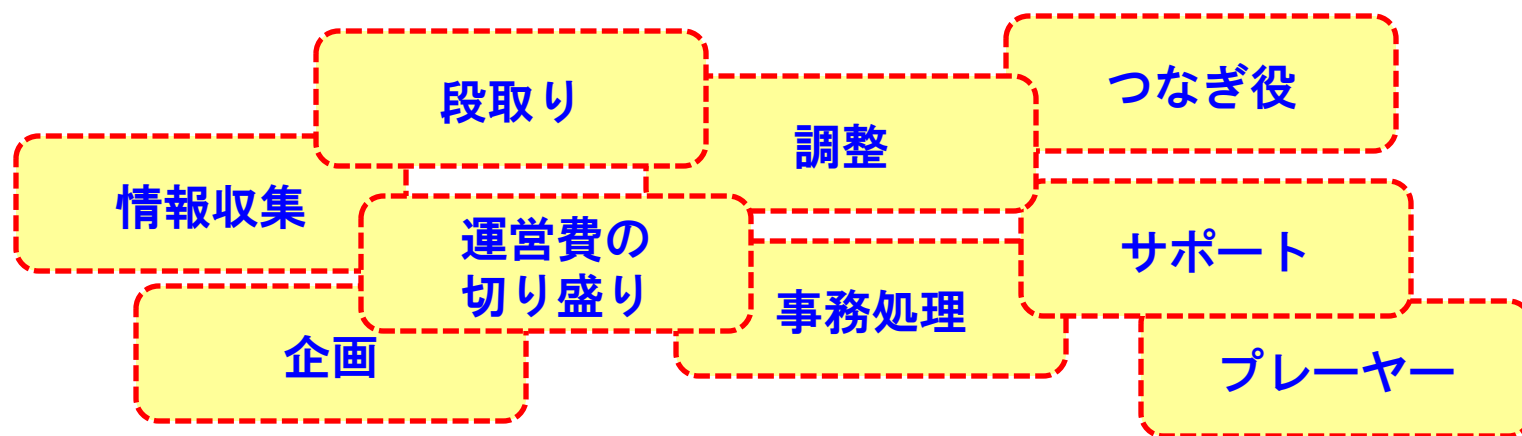 段取り
つなぎ役
調整
情報収集
運営費の
切り盛り
サポート
事務処理
企画
プレーヤー